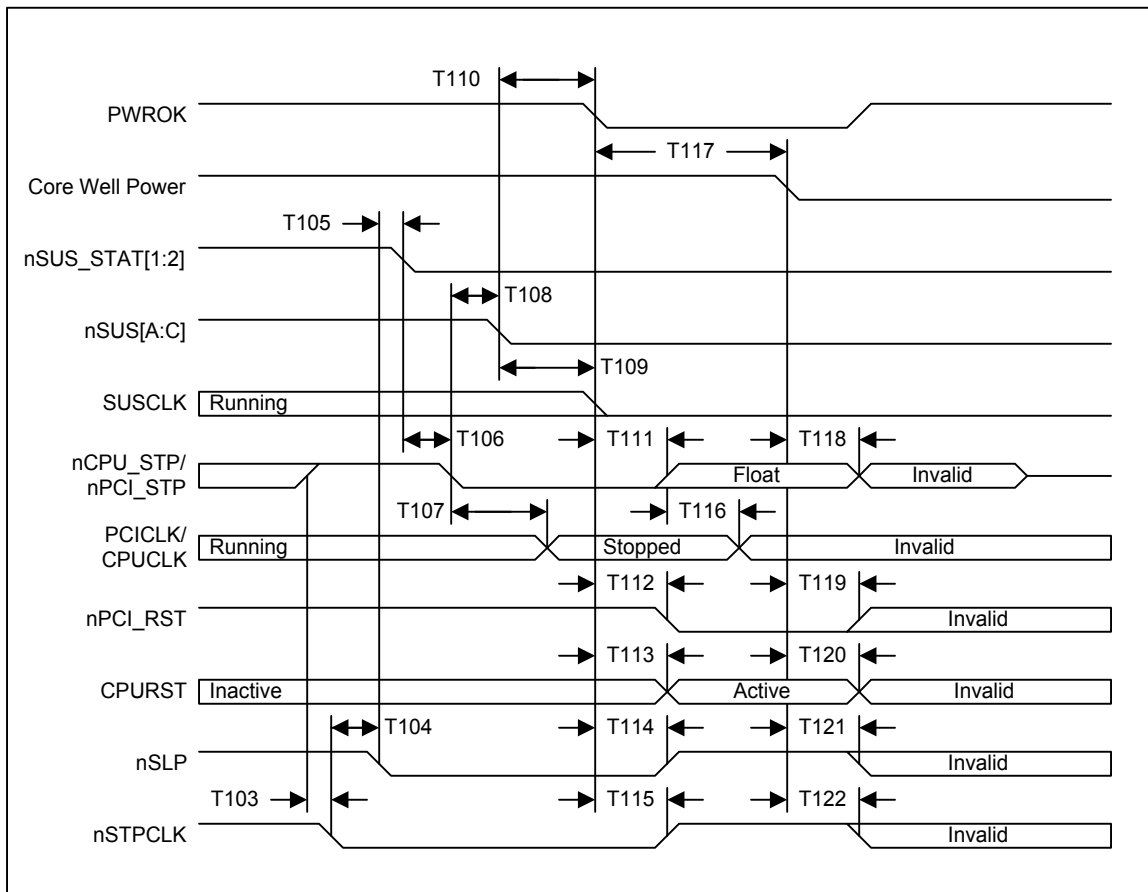 T110
PWROK
T117
Core Well Power
T105
nSUS_STAT[1:2]
T108
nSUS[A:C]
T109
SUSCLK
Running
T106
T111
T118
nCPU_STP/
nPCI_STP
Float
Invalid
T107
T116
PCICLK/
CPUCLK
Running
Stopped
Invalid
T112
T119
nPCI_RST
Invalid
T113
T120
CPURST
Inactive
Active
Invalid
T104
T114
T121
nSLP
Invalid
T103
T115
T122
nSTPCLK
Invalid